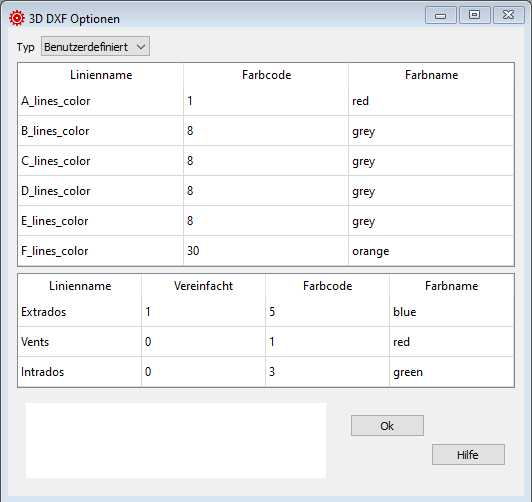 3D DXF Optionen
Typ Benutzerdefiniert
Linienname Farbcode Farbname
A_lines_color 1 red
B_lines_color 8 grey
C_lines_color 8 grey
D_lines_color 8 grey
E_lines_color 8 grey
F_lines_color 30 orange
Linienname Vereinfacht Farbcode Farbname
Extrados 1 5 blue
Vents 0 1 red
Intrados 0 3 green
Ok
Hilfe